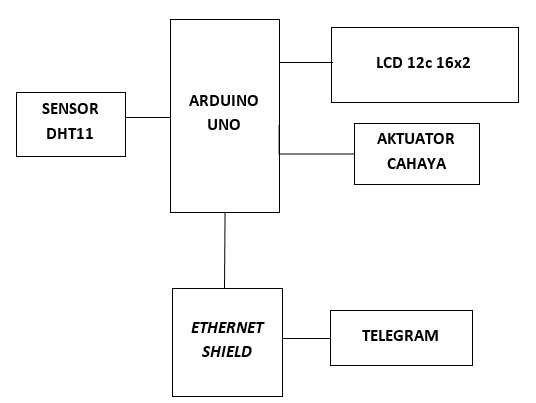 SENSOR
DHT11
ARDUINO
UNO
LCD 12c 16x2
AKTUATOR
CAHAYA
ETHERNET
SHIELD
TELEGRAM